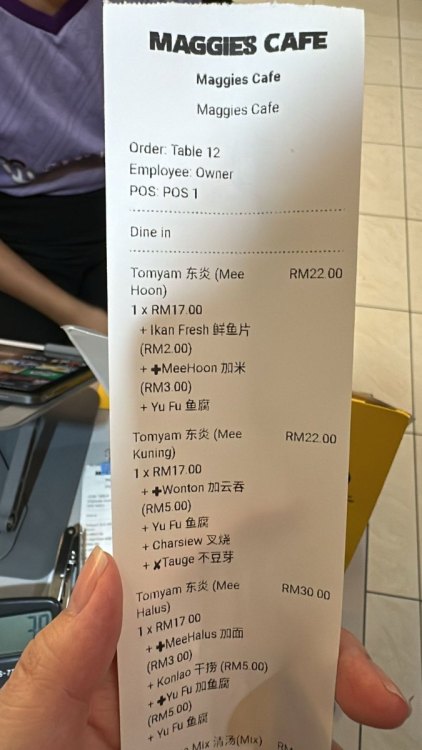 MAGGIES CAFE
Maggies Cafe
Maggies Cafe
Order: Table 12
Employee: Owner
POS: POS 1
Dine in
Tomyam 东炎 (Mee RM22.00
Hoon)
1 x RM17.00
+ Ikan Fresh 鲜鱼片
(RM2.00)
+ ✚MeeHoon 加米
(RM3.00)
+ Yu Fu 鱼腐
Tomyam 东炎 (Mee RM22.00
Kuning)
1 x RM17.00
+ ✚Wonton 加云吞
(RM5.00)
+ Yu Fu 鱼腐
+ Charsiew 叉烧
+ ✘Tauge 不豆芽
Tomyam 东炎 (Mee RM30.00
Halus)
1 x RM17.00
+ ✚MeeHalus 加面
(RM3.00)
+ Konlao 干捞 (RM5.00)
+ ✚Yu Fu 加鱼腐
(RM5.00)
+ Yu Fu 鱼腐
Mix 清汤(Mix) RM